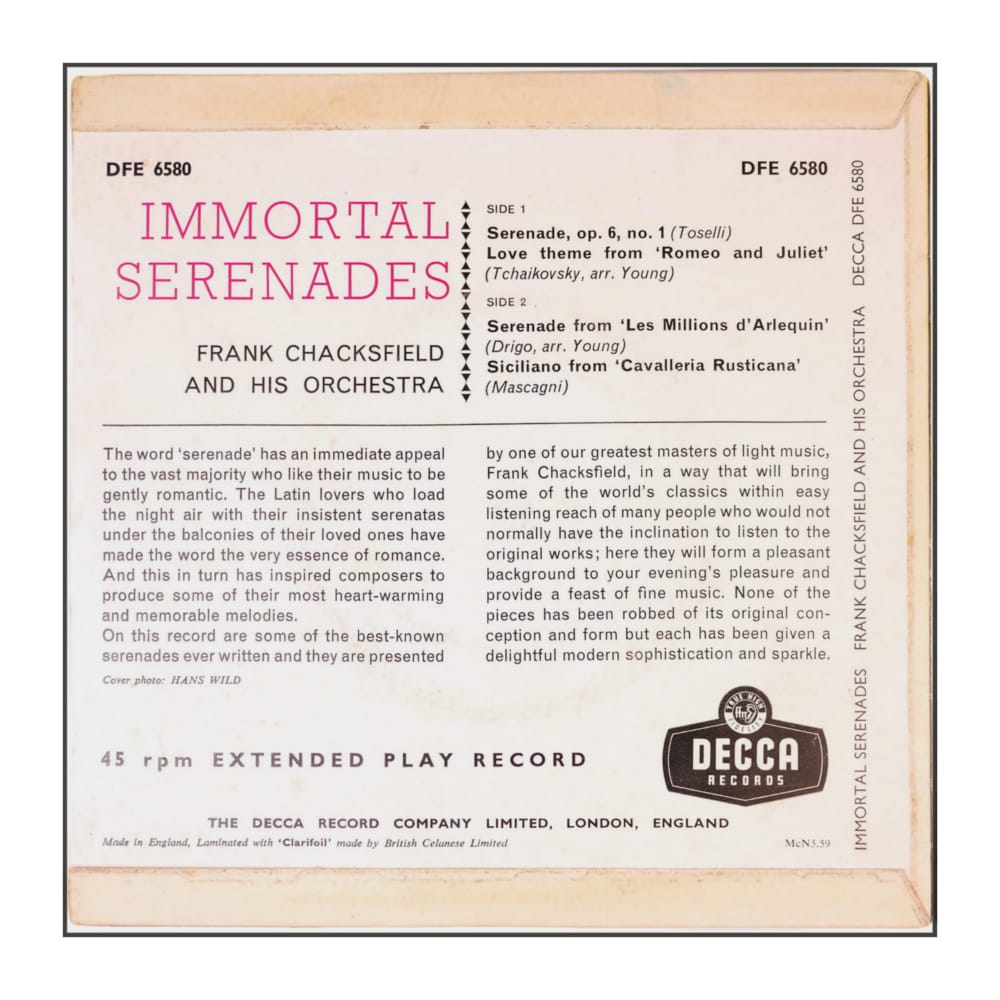 DFE 6580
DFE 6580
IMMORTAL
SERENADES
FRANK CHACKSFIELD
AND HIS ORCHESTRA
SIDE 1
Serenade, op. 6, no. 1 (Toselli)
Love theme from ‘Romeo and Juliet’
(Tchaikovsky, arr. Young)
SIDE 2
Serenade from ‘Les Millions d’Arlequin’
(Drigo, arr. Young)
Siciliano from ‘Cavalleria Rusticana’
(Mascagni)
The word ‘serenade’ has an immediate appeal
to the vast majority who like their music to be
gently romantic. The Latin lovers who load
the night air with their insistent serenatas
under the balconies of their loved ones have
made the word the very essence of romance.
And this in turn has inspired composers to
produce some of their most heart-warming
and memorable melodies.
On this record are some of the best-known
serenades ever written and they are presented
by one of our greatest masters of light music,
Frank Chacksfield, in a way that will bring
some of the world’s classics within easy
listening reach of many people who would not
normally have the inclination to listen to the
original works; here they will form a pleasant
background to your evening’s pleasure and
provide a feast of fine music. None of the
pieces has been robbed of its original con-
ception and form but each has been given a
delightful modern sophistication and sparkle.
Cover photo: HANS WILD
45 rpm EXTENDED PLAY RECORD
TRUE HIGH
FIDELITY
ffrr
DECCA
RECORDS
THE DECCA RECORD COMPANY LIMITED, LONDON, ENGLAND
Made in England, Laminated with ‘Clarifoil’ made by British Celanese Limited
McN5.59
IMMORTAL SERENADES FRANK CHACKSFIELD AND HIS ORCHESTRA DECCA DFE 6580